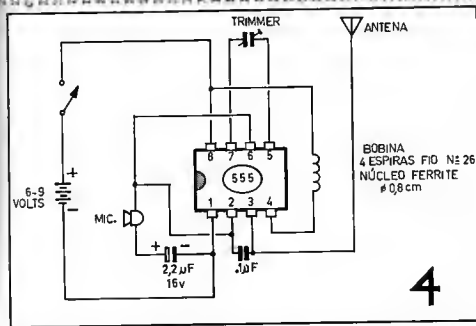 TRIMMER
ANTENA
8 7 6 5
555
1 2 3 4
BOBINA
4 ESPIRAS FIO Nº 26
NÚCLEO FERRITE
ø 0,8 cm
6-9
VOLTS
+
-
MIC.
+ -
2,2 µF
16v
.1µF
4